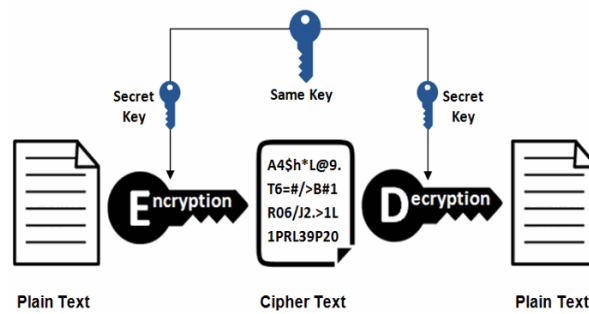 Same Key
Secret
Key
Secret
Key
Encryption
A4$h*L@9.
T6=#/>B#1
R06/J2.>1L
1PRL39P20
Decryption
Plain Text
Cipher Text
Plain Text